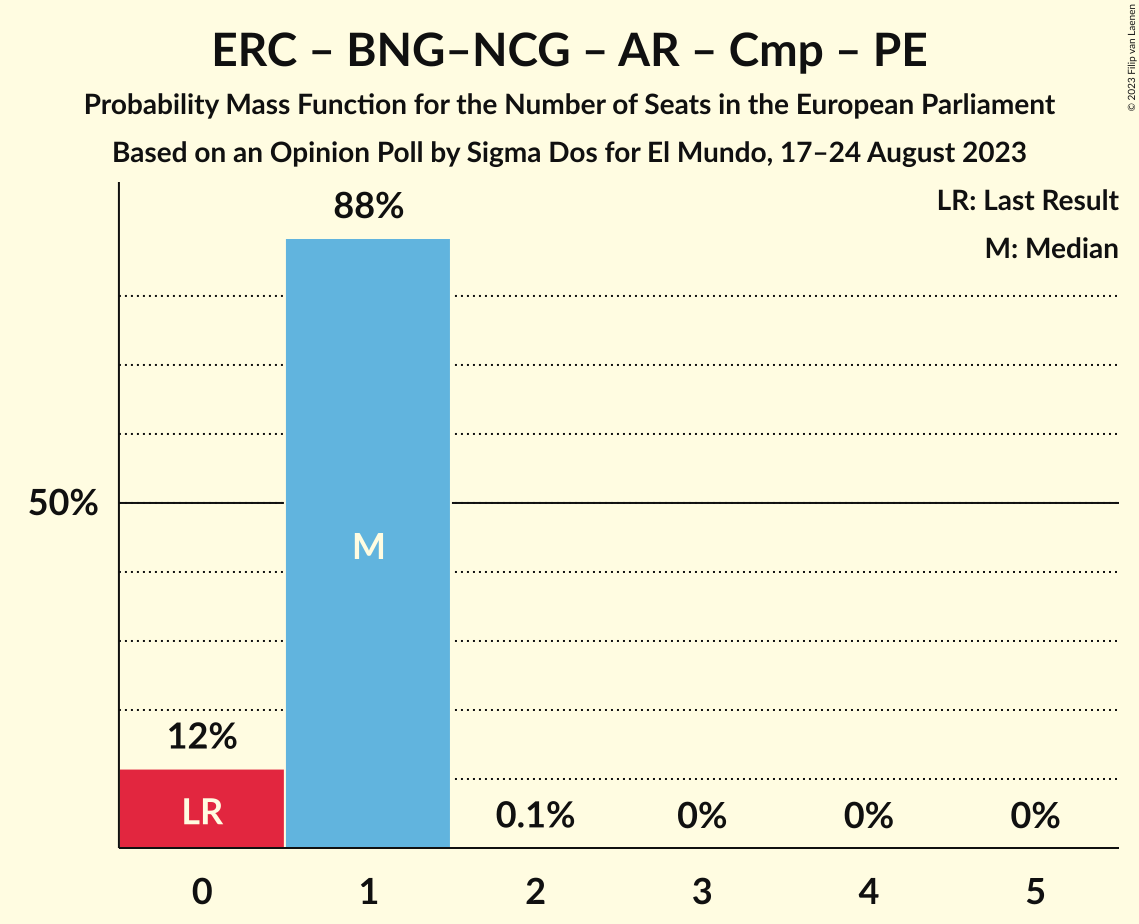 ERC – BNG–NCG – AR – Cmp – PE
Probability Mass Function for the Number of Seats in the European Parliament
Based on an Opinion Poll by Sigma Dos for El Mundo, 17–24 August 2023
© 2023 Filip van Laenen
LR: Last Result
M: Median
88%
50%
M
12%
LR
0.1%
0%
0%
0%
0
1
2
3
4
5